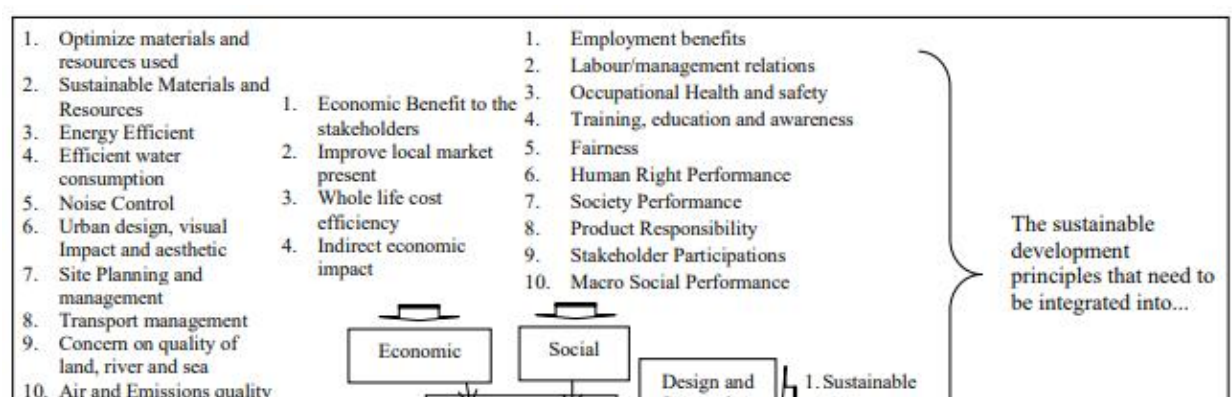 1. Optimize materials and
resources used
2. Sustainable Materials and
Resources
3. Energy Efficient
4. Efficient water
consumption
5. Noise Control
6. Urban design, visual
Impact and aesthetic
7. Site Planning and
management
8. Transport management
9. Concern on quality of
land, river and sea
10. Air and Emissions quality
1. Economic Benefit to the
stakeholders
2. Improve local market
present
3. Whole life cost
efficiency
4. Indirect economic
impact
1. Employment benefits
2. Labour/management relations
3. Occupational Health and safety
4. Training, education and awareness
5. Fairness
6. Human Right Performance
7. Society Performance
8. Product Responsibility
9. Stakeholder Participations
10. Macro Social Performance
The sustainable
development
principles that need to
be integrated into...
Economic
Social
Design and
1. Sustainable